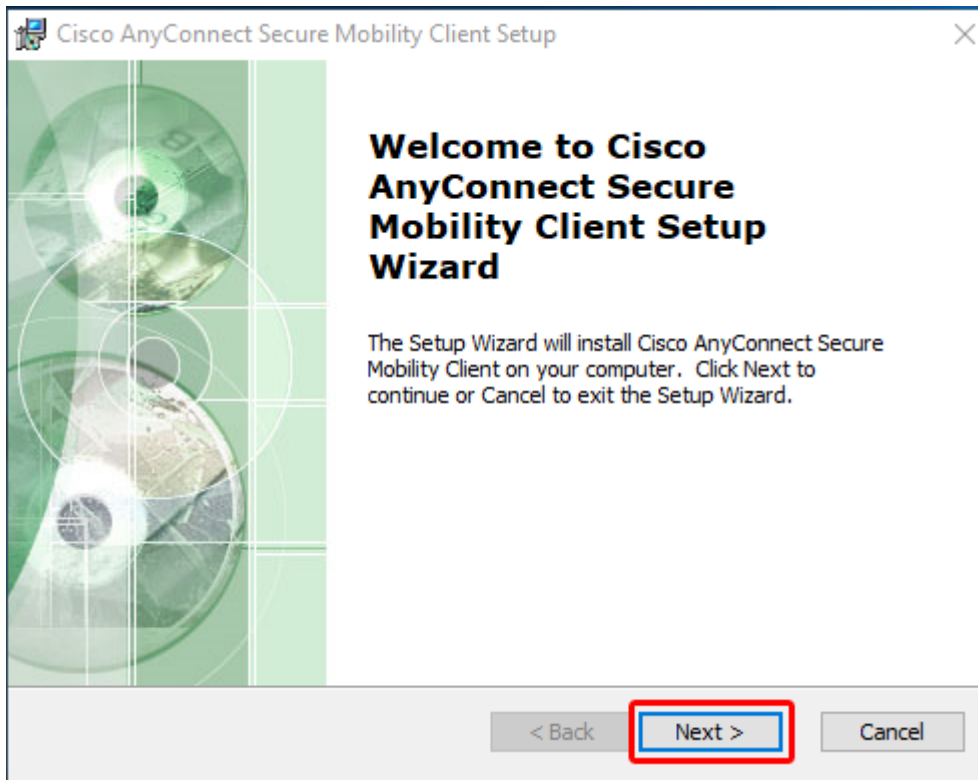 Cisco AnyConnect Secure Mobility Client Setup
Welcome to Cisco
AnyConnect Secure
Mobility Client Setup
Wizard
The Setup Wizard will install Cisco AnyConnect Secure
Mobility Client on your computer.  Click Next to
continue or Cancel to exit the Setup Wizard.
< Back
Next >
Cancel